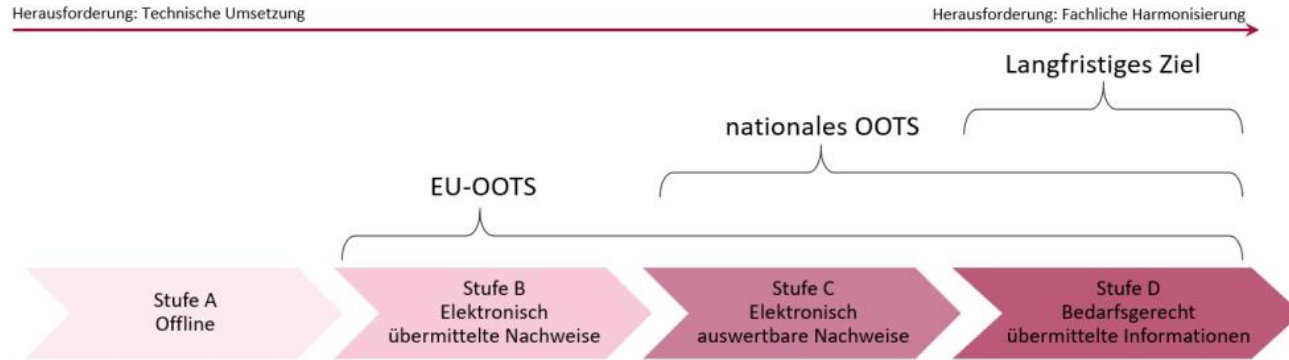 Herausforderung: Technische Umsetzung
Herausforderung: Fachliche Harmonisierung
Langfristiges Ziel
nationales OOTS
EU-OOTS
Stufe A
Offline
Stufe B
Elektronisch
übermittelte Nachweise
Stufe C
Elektronisch
auswertbare Nachweise
Stufe D
Bedarfsgerecht
übermittelte Informationen